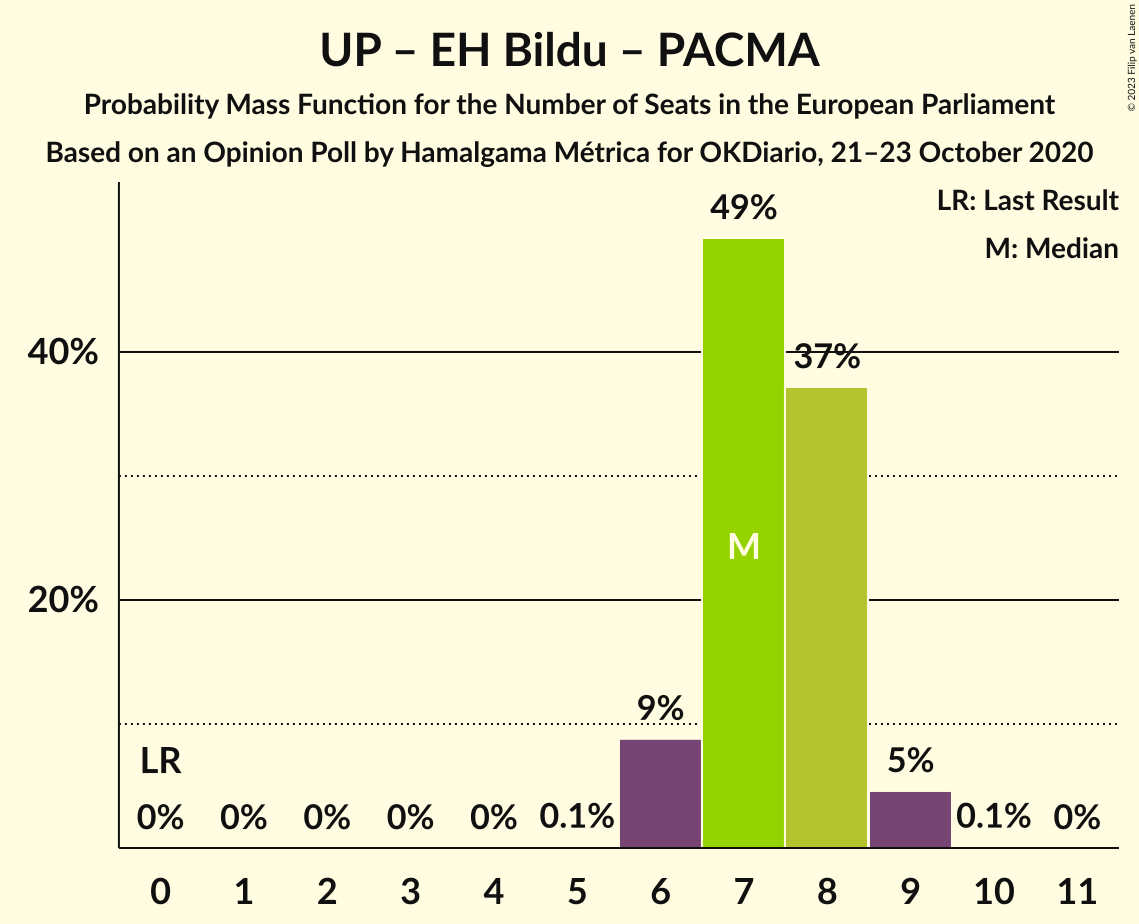 UP – EH Bildu – PACMA
Probability Mass Function for the Number of Seats in the European Parliament
Based on an Opinion Poll by Hamalgama Métrica for OKDiario, 21–23 October 2020
© 2023 Filip van Laenen
LR: Last Result
M: Median
49%
40%
37%
M
20%
9%
LR
5%
0% 0% 0% 0% 0% 0.1% 0.1% 0%
0 1 2 3 4 5 6 7 8 9 10 11